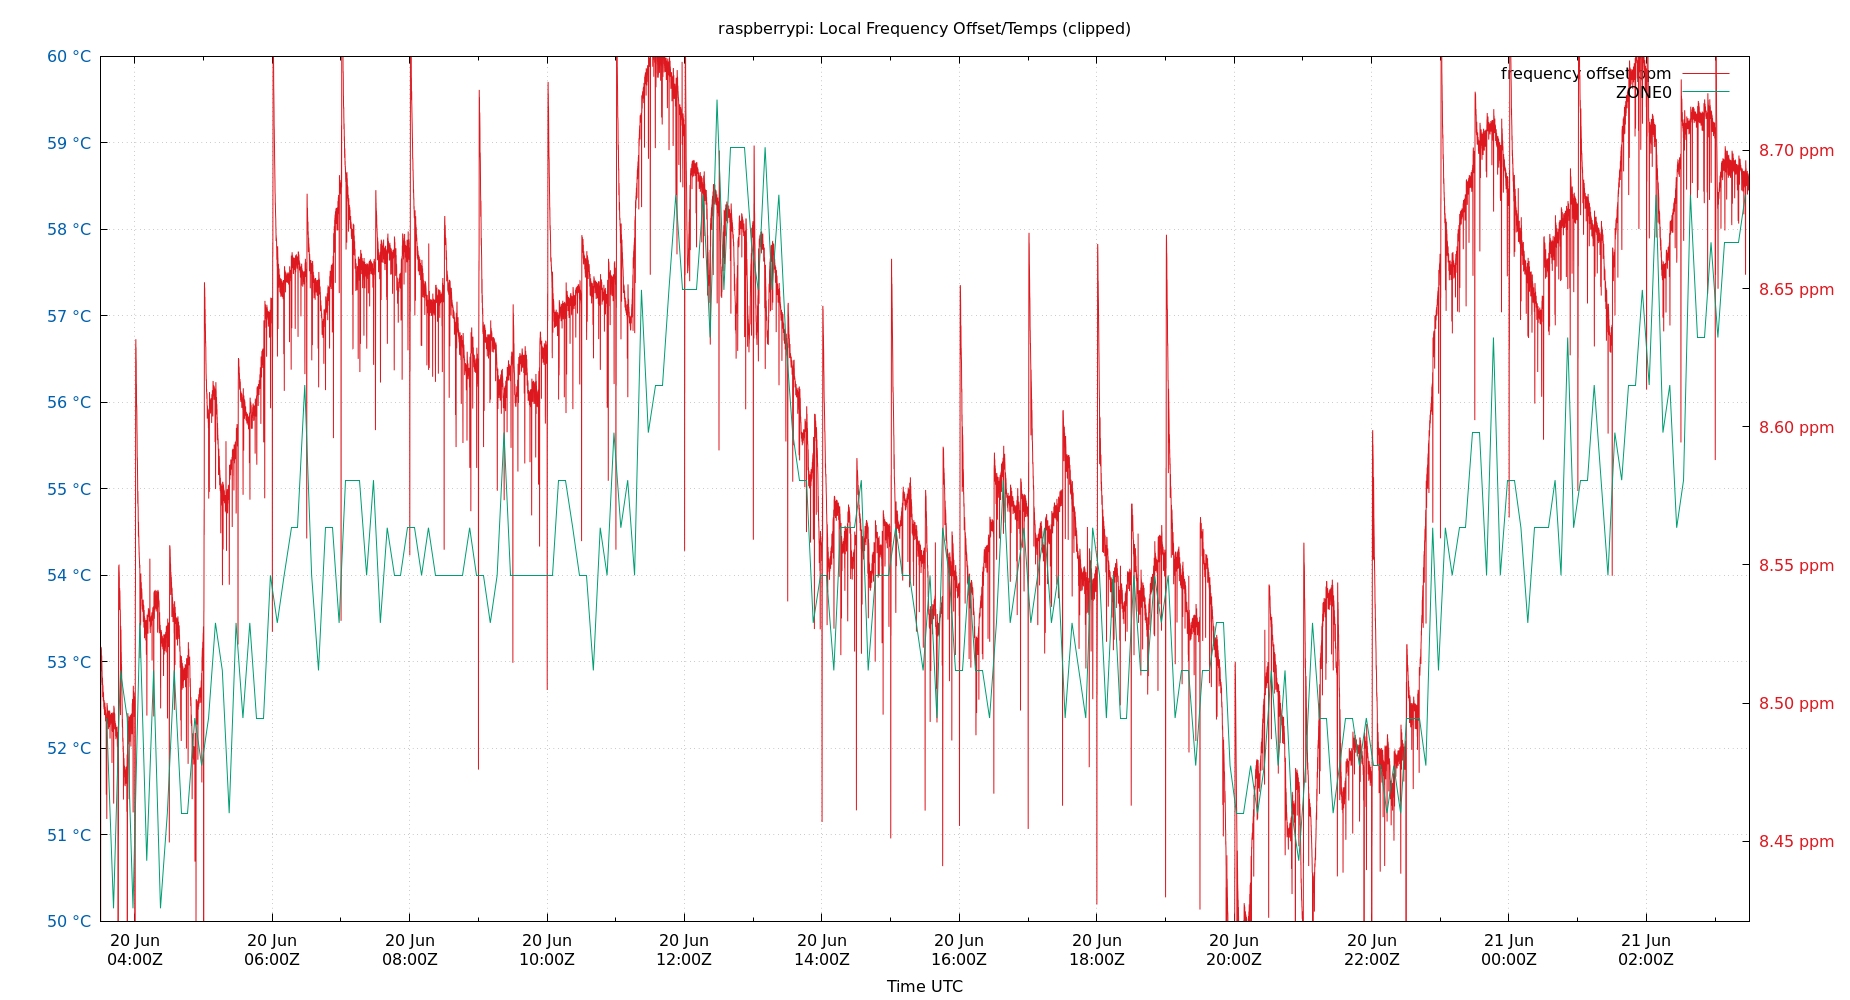 raspberrypi: Local Frequency Offset/Temps (clipped)
60 °C
59 °C
58 °C
57 °C
56 °C
55 °C
54 °C
53 °C
52 °C
51 °C
50 °C
frequency offset ppm
ZONE0
8.70 ppm
8.65 ppm
8.60 ppm
8.55 ppm
8.50 ppm
8.45 ppm
20 Jun 20 Jun 20 Jun 20 Jun 20 Jun 20 Jun 20 Jun 20 Jun 20 Jun 20 Jun 21 Jun 21 Jun
04:00Z 06:00Z 08:00Z 10:00Z 12:00Z 14:00Z 16:00Z 18:00Z 20:00Z 22:00Z 00:00Z 02:00Z
Time UTC